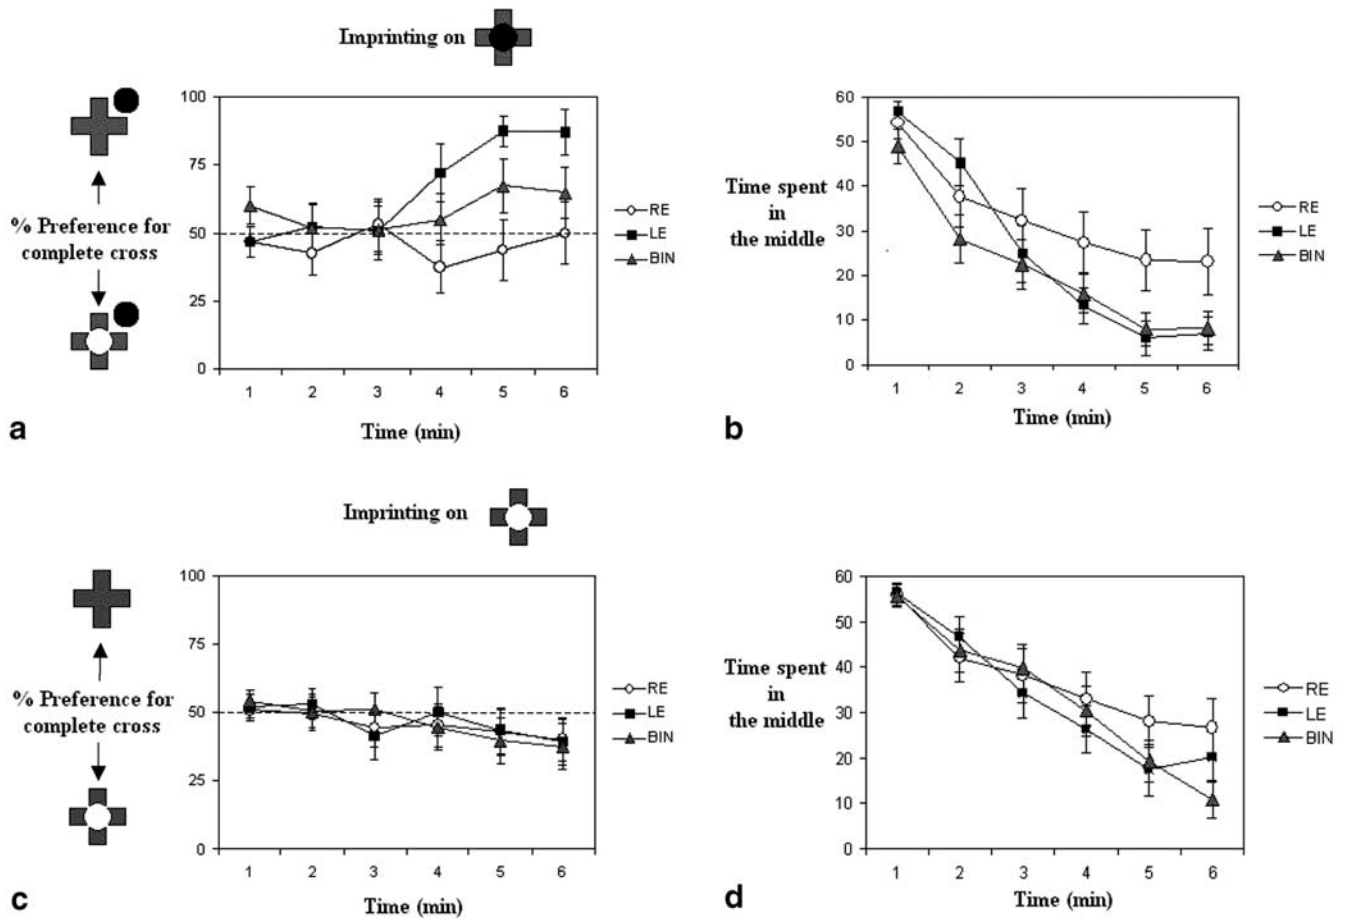 Imprinting on
100
75
50
25
0
1 2 3 4 5 6
% Preference for
complete cross
Time (min)
RE
LE
BIN
a
60
50
40
30
20
10
0
1 2 3 4 5 6
Time spent
in
the middle
Time (min)
RE
LE
BIN
b
Imprinting on
100
75
50
25
0
1 2 3 4 5 6
% Preference for
complete cross
Time (min)
RE
LE
BIN
c
60
50
40
30
20
10
0
1 2 3 4 5 6
Time spent
in
the middle
Time (min)
RE
LE
BIN
d